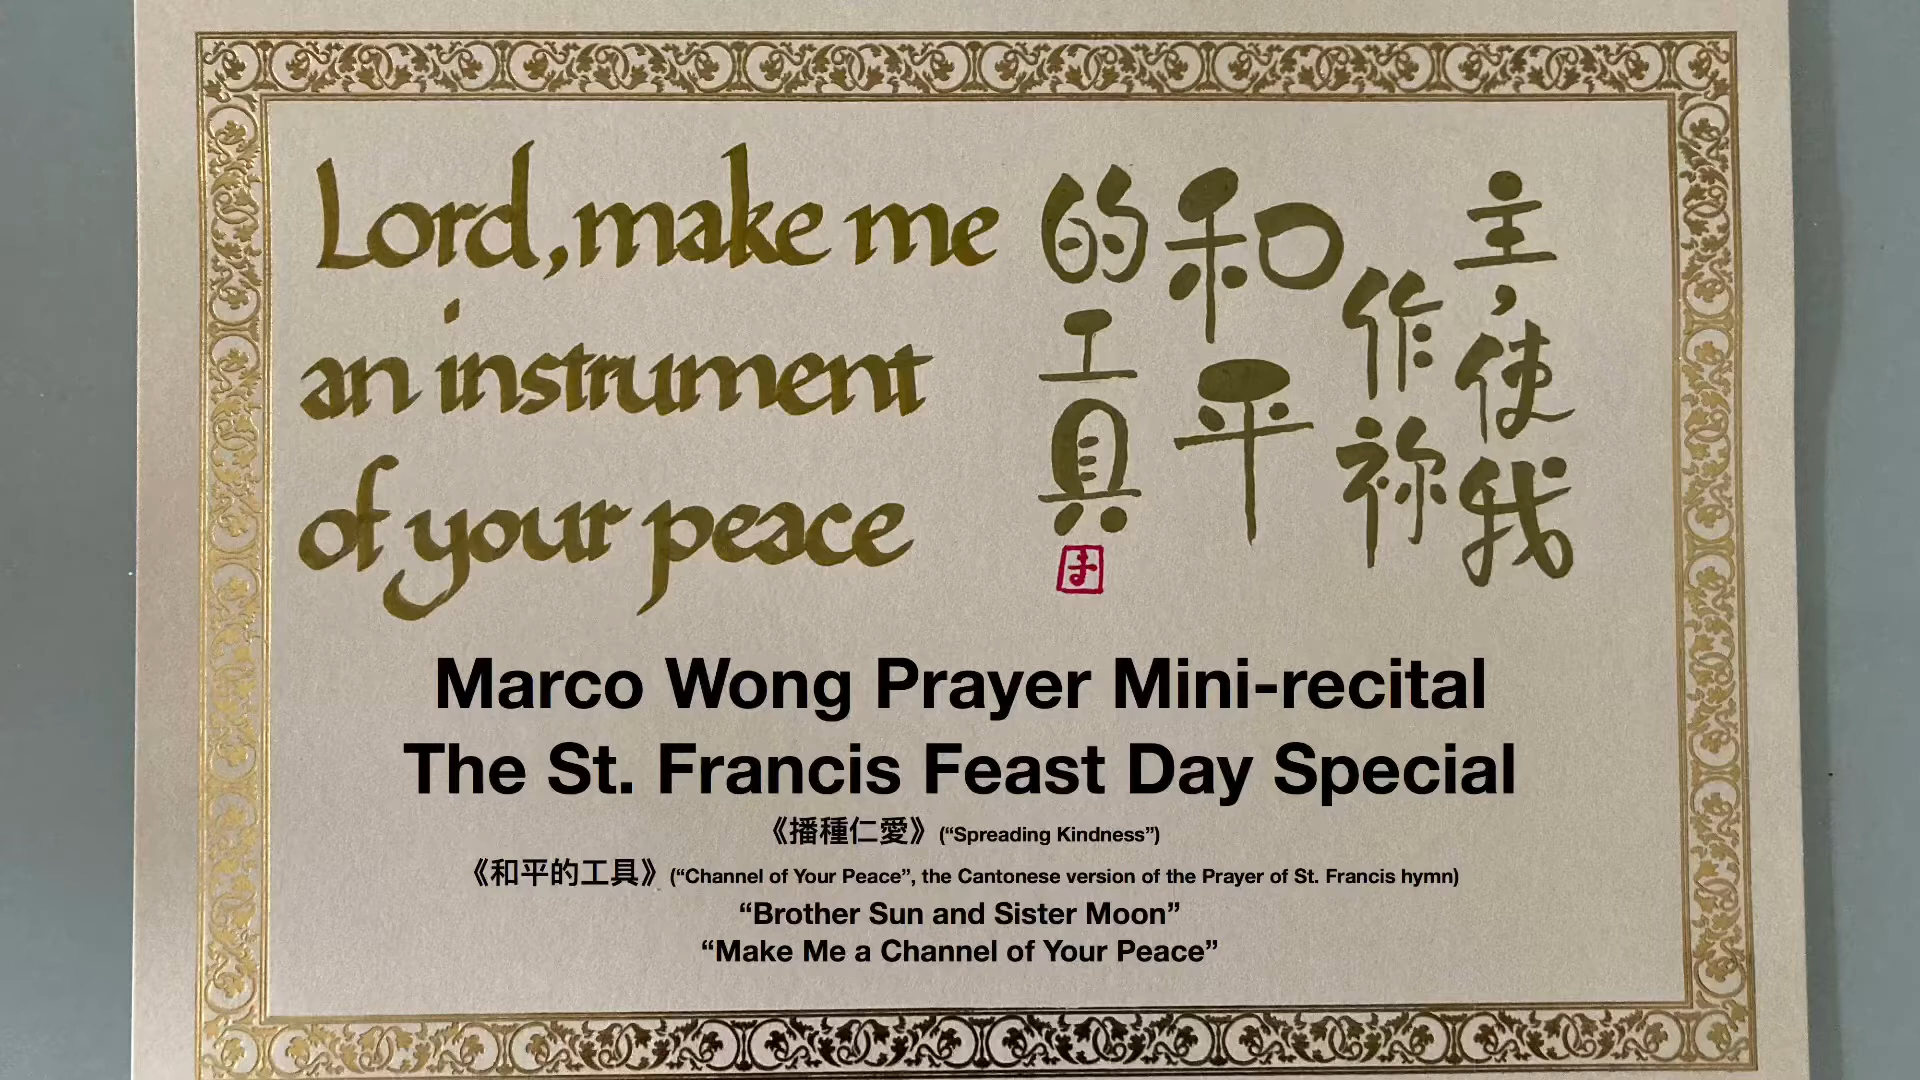 Lord, make me
an instrument
of your peace
主，使我
作祢
和平
的工具
Marco Wong Prayer Mini-recital
The St. Francis Feast Day Special
《播種仁愛》(“Spreading Kindness”)
《和平的工具》(“Channel of Your Peace”, the Cantonese version of the Prayer of St. Francis hymn)
“Brother Sun and Sister Moon”
“Make Me a Channel of Your Peace”